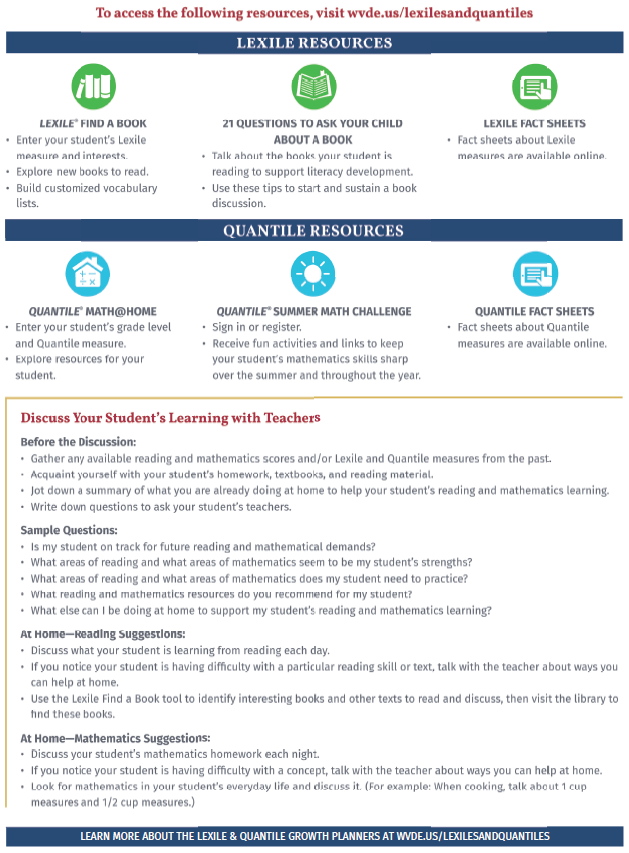 To access the following resources, visit wvde.us/lexilesandquantiles
LEXILE RESOURCES
LEXILE® FIND A BOOK
• Enter your student's Lexile
measure and interests.
• Explore new books to read.
• Build customized vocabulary
lists.
21 QUESTIONS TO ASK YOUR CHILD
ABOUT A BOOK
• Talk about the books your student is
reading to support literacy development.
• Use these tips to start and sustain a book
discussion.
LEXILE FACT SHEETS
• Fact sheets about Lexile
measures are available online.
QUANTILE RESOURCES
QUANTILE® MATH@HOME
• Enter your student's grade level
and Quantile measure.
• Explore resources for your
student.
QUANTILE® SUMMER MATH CHALLENGE
• Sign in or register.
• Receive fun activities and links to keep
your student's mathematics skills sharp
over the summer and throughout the year.
QUANTILE FACT SHEETS
• Fact sheets about Quantile
measures are available online.
Discuss Your Student's Learning with Teachers
Before the Discussion:
• Gather any available reading and mathematics scores and/or Lexile and Quantile measures from the past.
• Acquaint yourself with your student's homework, textbooks, and reading material.
• Jot down a summary of what you are already doing at home to help your student's reading and mathematics learning.
• Write down questions to ask your student's teachers.
Sample Questions:
• Is my student on track for future reading and mathematical demands?
• What areas of reading and what areas of mathematics seem to be my student's strengths?
• What areas of reading and what areas of mathematics does my student need to practice?
• What reading and mathematics resources do you recommend for my student?
• What else can I be doing at home to support my student's reading and mathematics learning?
At Home—Reading Suggestions:
• Discuss what your student is learning from reading each day.
• If you notice your student is having difficulty with a particular reading skill or text, talk with the teacher about ways you
can help at home.
• Use the Lexile Find a Book tool to identify interesting books and other texts to read and discuss, then visit the library to
find these books.
At Home—Mathematics Suggestions:
• Discuss your student's mathematics homework each night.
• If you notice your student is having difficulty with a concept, talk with the teacher about ways you can help at home.
• Look for mathematics in your student's everyday life and discuss it. (For example: When cooking, talk about 1 cup
measures and 1/2 cup measures.)
LEARN MORE ABOUT THE LEXILE & QUANTILE GROWTH PLANNERS AT WVDE.US/LEXILESANDQUANTILES